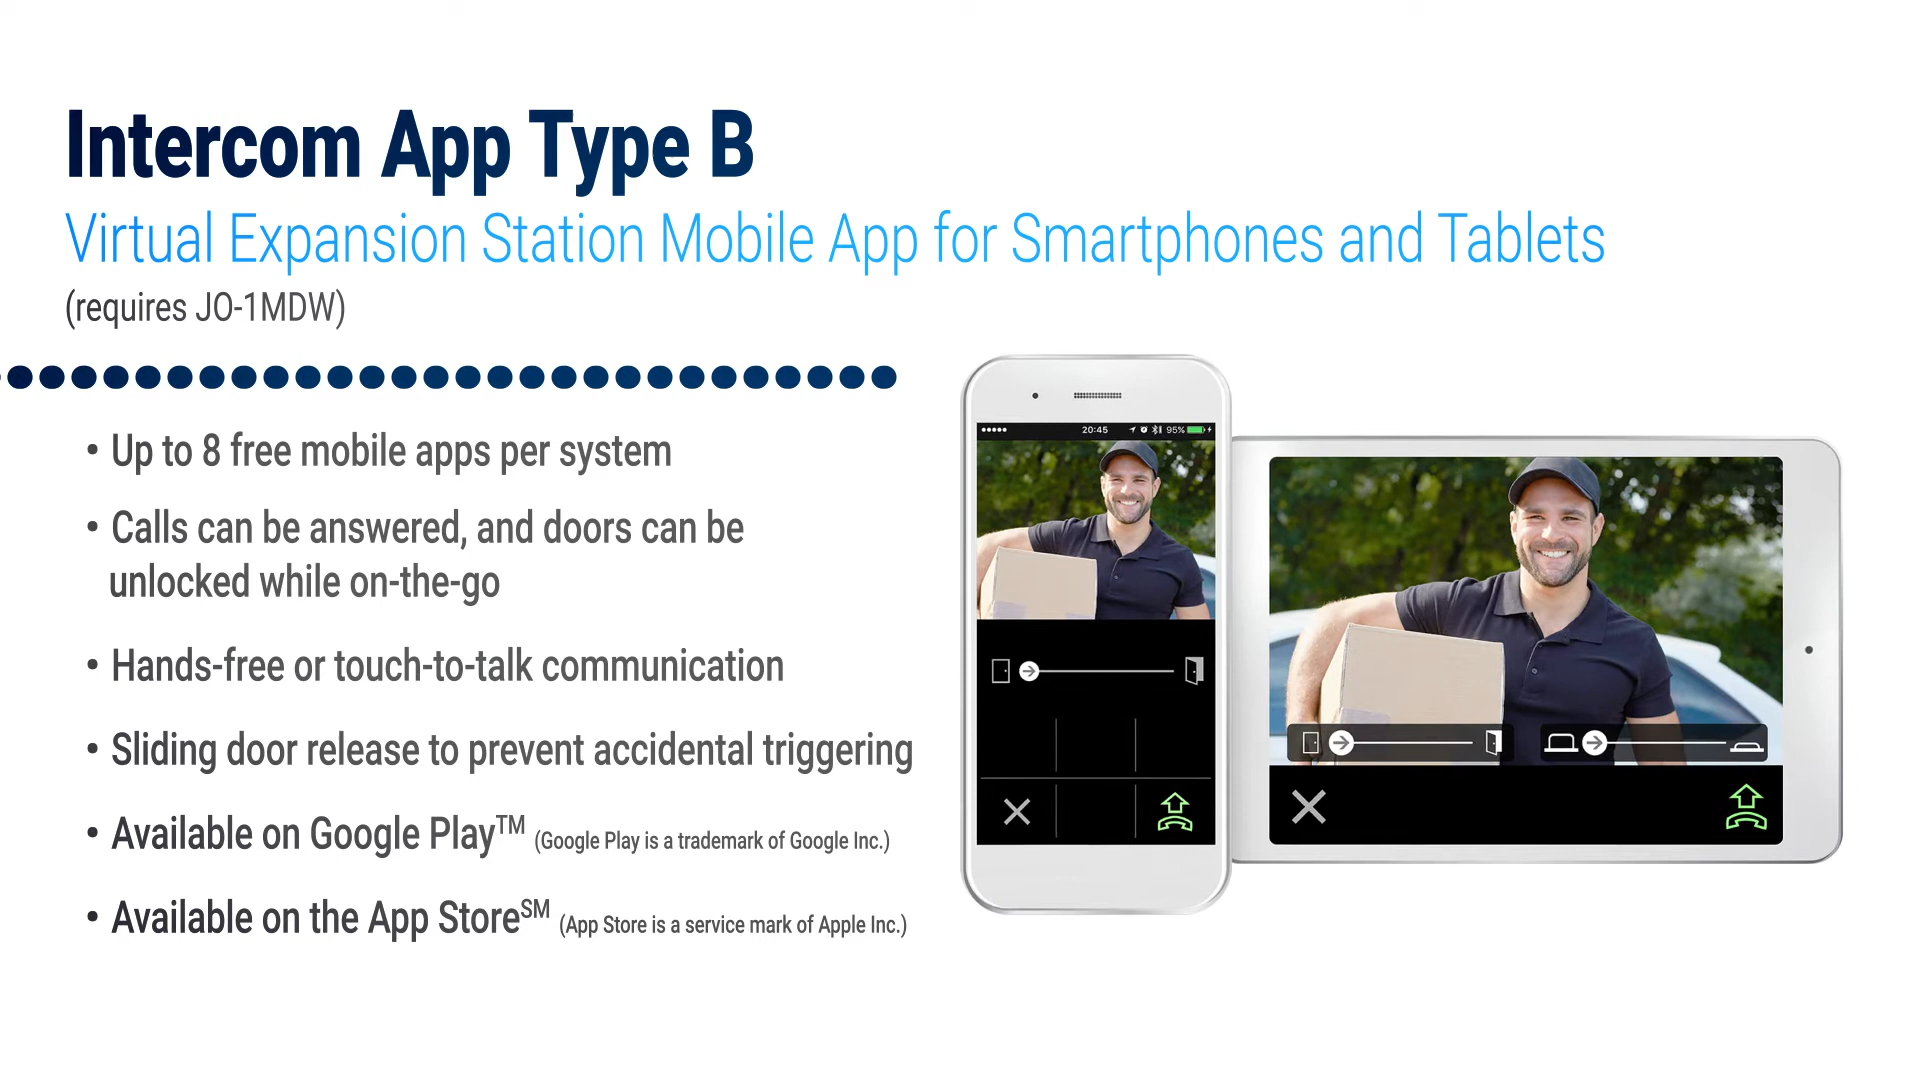 Intercom App Type B
Virtual Expansion Station Mobile App for Smartphones and Tablets
(requires JO-1MDW)
• Up to 8 free mobile apps per system
• Calls can be answered, and doors can be
unlocked while on-the-go
• Hands-free or touch-to-talk communication
• Sliding door release to prevent accidental triggering
• Available on Google Play™ (Google Play is a trademark of Google Inc.)
• Available on the App Store℠ (App Store is a service mark of Apple Inc.)
20:45 95%